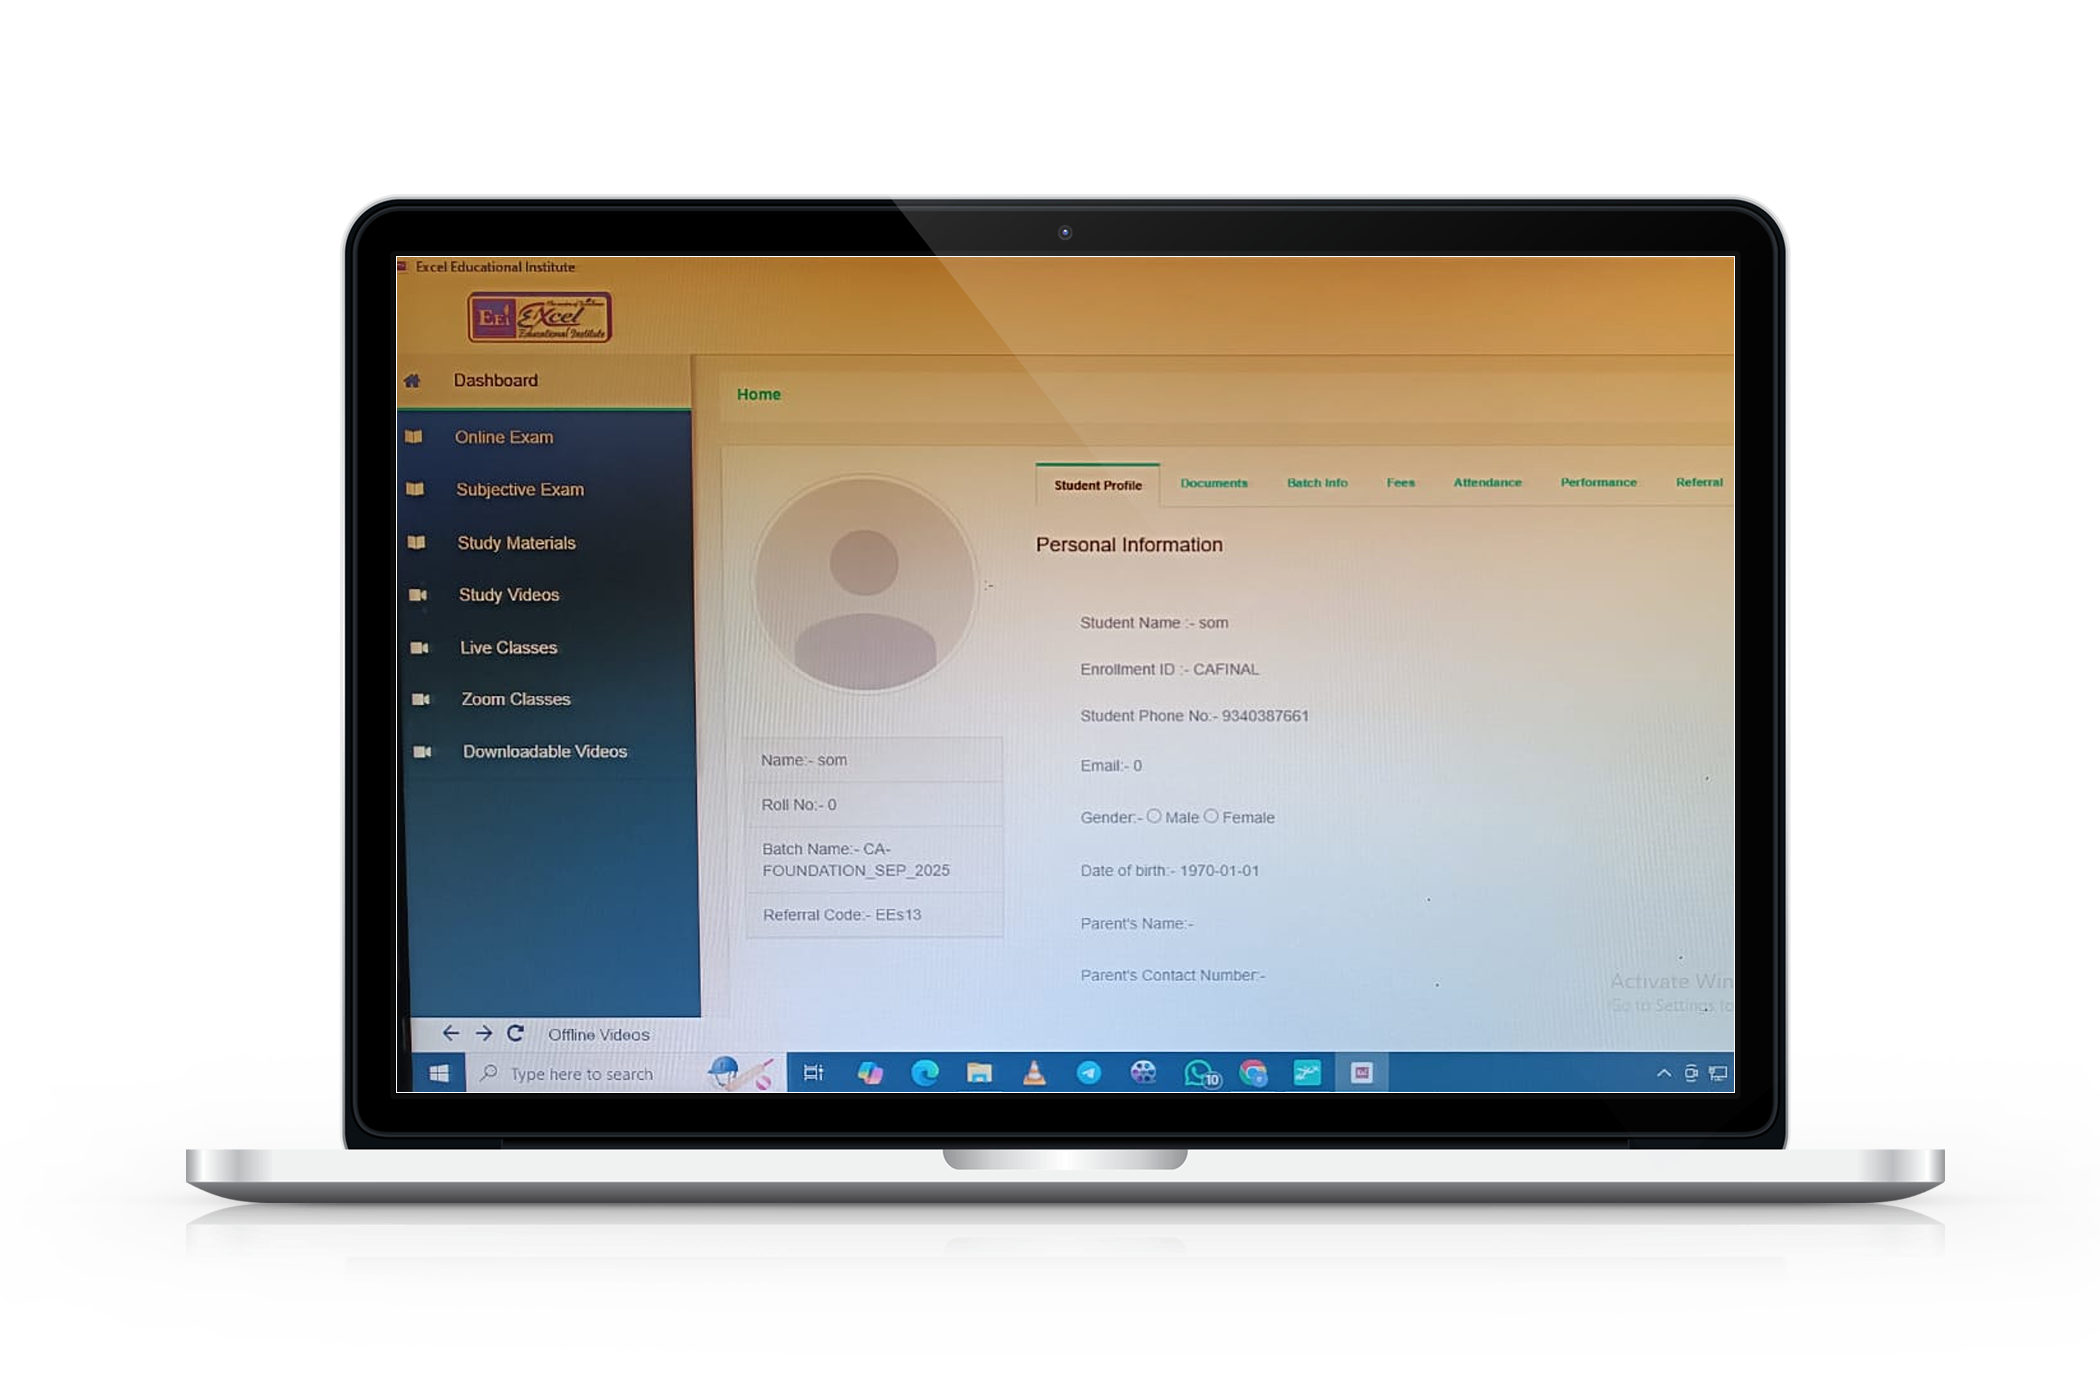 Excel Educational Institute
EEi Excel
Educational Institute
Dashboard
Online Exam
Subjective Exam
Study Materials
Study Videos
Live Classes
Zoom Classes
Downloadable Videos
Home
Name:- som
Roll No:- 0
Batch Name:- CA-
FOUNDATION_SEP_2025
Referral Code:- EEs13
:-
Student Profile Documents Batch Info Fees Attendance Performance Referral
Personal Information
Student Name :- som
Enrollment ID :- CAFINAL
Student Phone No:- 9340387661
Email:- 0
Gender:- Male Female
Date of birth:- 1970-01-01
Parent's Name:-
Parent's Contact Number:-
Activate Win
Go to Settings to
Offline Videos
Type here to search
10